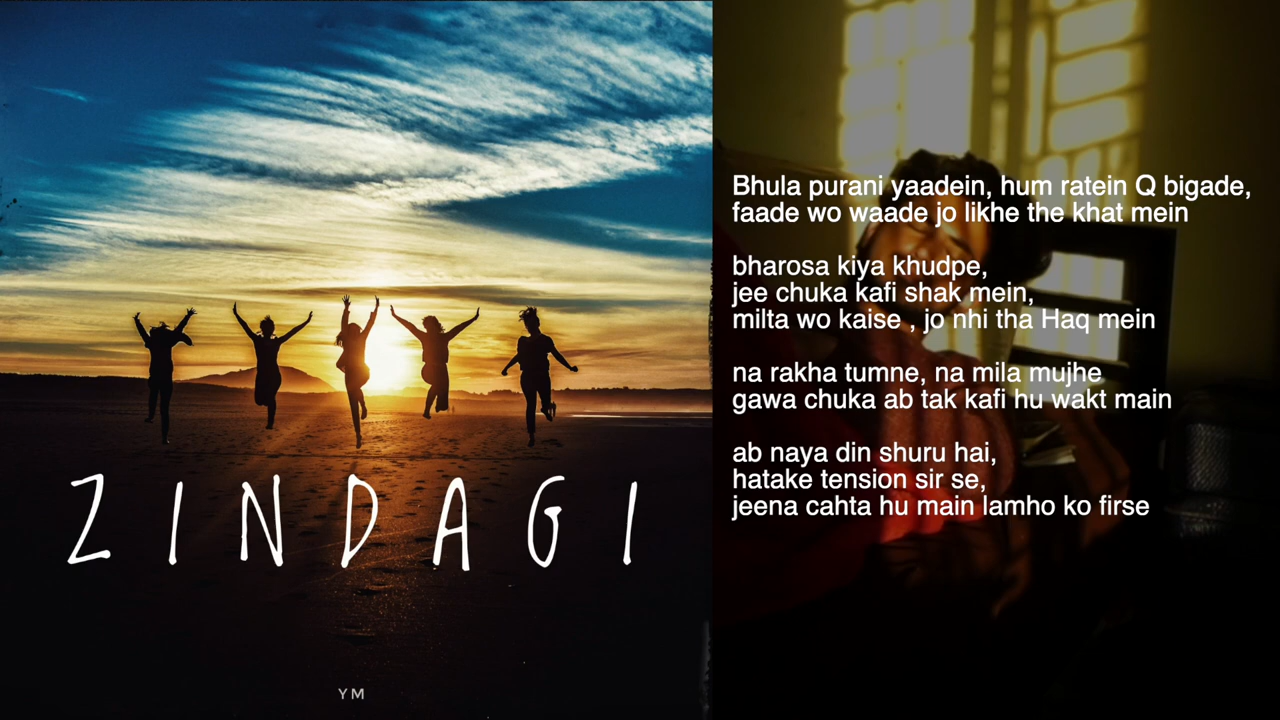 ZINDAGI
YM
Bhula purani yaadein, hum ratein Q bigade,
faade wo waade jo likhe the khat mein
bharosa kiya khudpe,
jee chuka kafi shak mein,
milta wo kaise , jo nhi tha Haq mein
na rakha tumne, na mila mujhe
gawa chuka ab tak kafi hu wakt main
ab naya din shuru hai,
hatake tension sir se,
jeena cahta hu main lamho ko firse